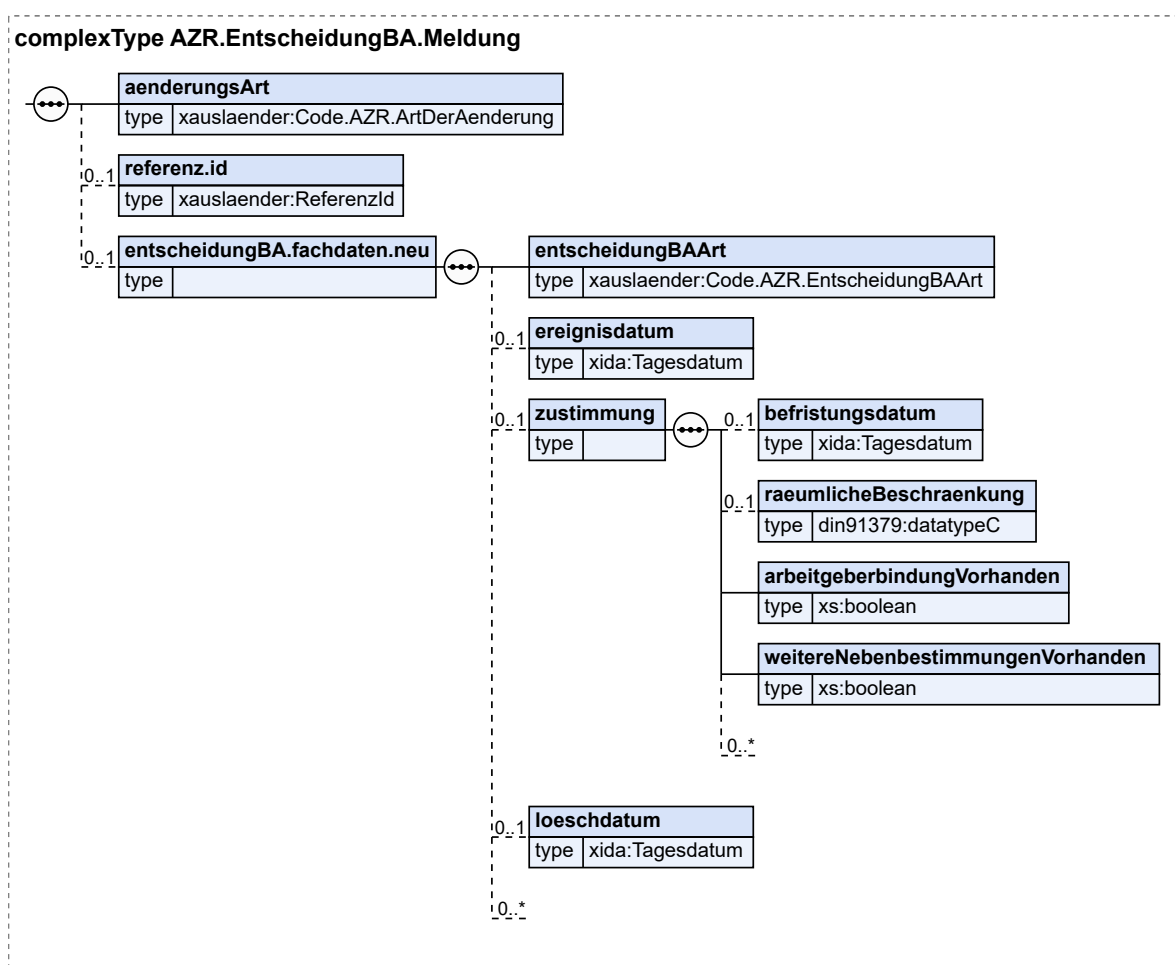 complexType AZR.EntscheidungBA.Meldung
aenderungsArt
type xauslaender:Code.AZR.ArtDerAenderung
0..1 referenz.id
type xauslaender:ReferenzId
0..1 entscheidungBA.fachdaten.neu
type
entscheidungBAArt
type xauslaender:Code.AZR.EntscheidungBAArt
0..1 ereignisdatum
type xida:Tagesdatum
0..1 zustimmung
type
0..1 befristungsdatum
type xida:Tagesdatum
0..1 raeumlicheBeschraenkung
type din91379:datatypeC
arbeitgeberbindungVorhanden
type xs:boolean
weitereNebenbestimmungenVorhanden
type xs:boolean
0..*
0..1 loeschdatum
type xida:Tagesdatum
0..*